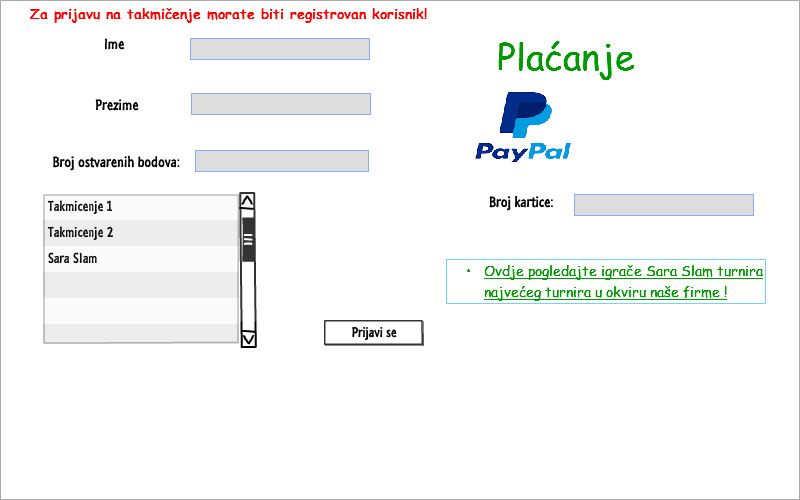 Za prijavu na takmičenje morate biti registrovan korisnik!
Ime
Prezime
Broj ostvarenih bodova:
Takmicenje 1
Takmicenje 2
Sara Slam
Prijavi se
Plaćanje
PayPal
Broj kartice:
• Ovdje pogledajte igrače Sara Slam turnira
najvećeg turnira u okviru naše firme !